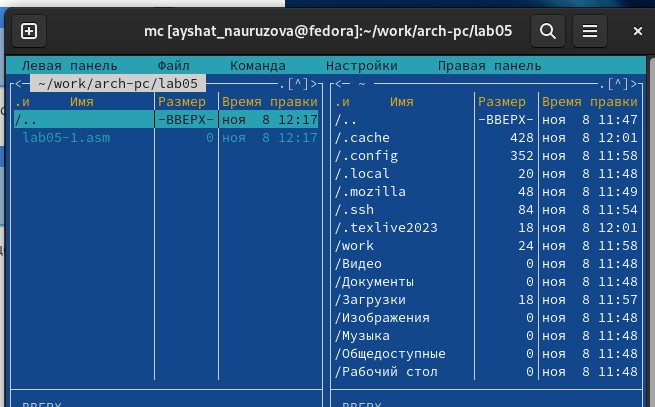 mc [ayshat_nauruzova@fedora]:~/work/arch-pc/lab05
Левая панель Файл Команда Настройки Правая панель
<─ ~/work/arch-pc/lab05 .[^]>
.и Имя Размер Время правки
/.. -ВВЕРХ- ноя 8 12:17
lab05-1.asm 0 ноя 8 12:17
-ВВЕРХ-
<─ ~ .[^]>
.и Имя Размер Время правки
/.. -ВВЕРХ- ноя 8 11:47
/.cache 428 ноя 8 12:01
/.config 352 ноя 8 11:58
/.local 20 ноя 8 11:48
/.mozilla 48 ноя 8 11:49
/.ssh 84 ноя 8 11:54
/.texlive2023 18 ноя 8 12:01
/work 24 ноя 8 11:58
/Видео 0 ноя 8 11:48
/Документы 0 ноя 8 11:48
/Загрузки 18 ноя 8 11:57
/Изображения 0 ноя 8 11:48
/Музыка 0 ноя 8 11:48
/Общедоступные 0 ноя 8 11:48
/Рабочий стол 0 ноя 8 11:48
-ВВЕРХ-